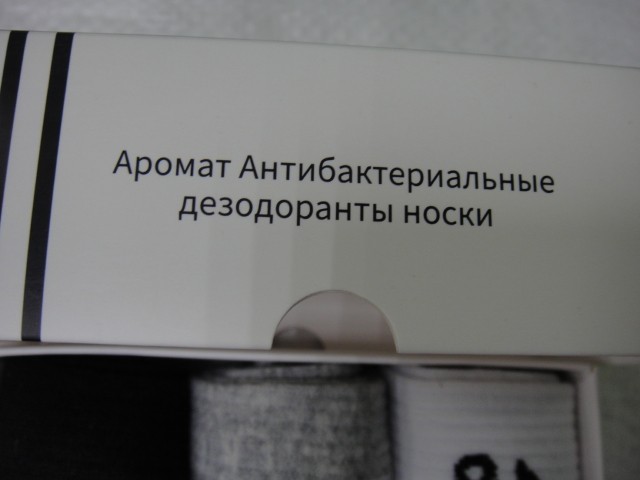 Аромат Антибактериальные
дезодоранты носки